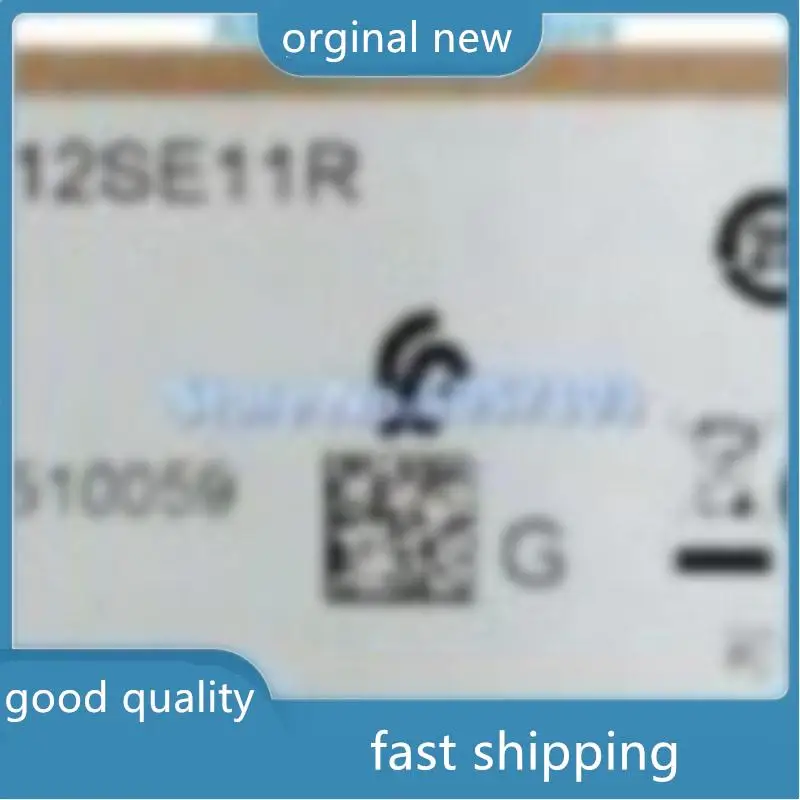 orginal new
12SE11R
510059
G
good quality
fast shipping